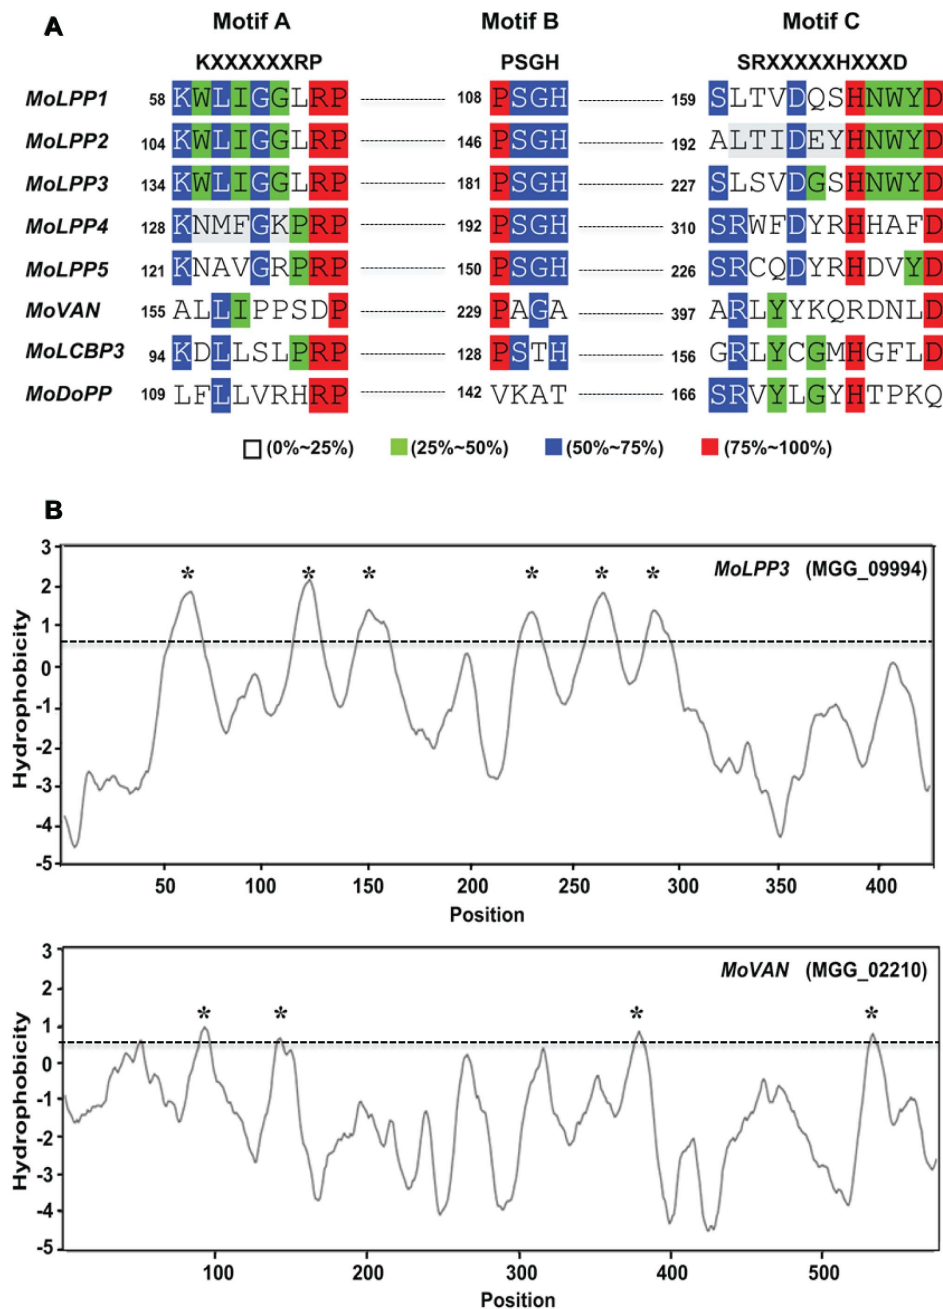 A Motif A Motif B Motif C
KXXXXXXRP PSGH SRXXXXXHXXXD
MoLPP1 58 KWLIGGLRP 108 PSGH 159 SLTVDQSHNWYD
MoLPP2 104 KWLIGGLRP 146 PSGH 192 ALTIDEYHNWYD
MoLPP3 134 KWLIGGLRP 181 PSGH 227 SLSVDGSHNWYD
MoLPP4 128 KNMFGKPRP 192 PSGH 310 SRWFDYRHHAFD
MoLPP5 121 KNAVGRPRP 150 PSGH 226 SRCQDYRHDVYD
MoVAN 155 ALLIPPSDP 229 PAGA 397 ARLYYKQRDNLD
MoLCBP3 94 KDLLSLPRP 128 PSTH 156 GRLYCGMHGFLD
MoDoPP 109 LFLLVRHRP 142 VKAT 166 SRVYLGYHTPKQ
(0%~25%) (25%~50%) (50%~75%) (75%~100%)
B
MoLPP3 (MGG_09994)
* * * * * *
Hydrophobicity
3
2
1
0
-1
-2
-3
-4
-5
50 100 150 200 250 300 350 400
Position
MoVAN (MGG_02210)
* * * *
Hydrophobicity
3
2
1
0
-1
-2
-3
-4
-5
100 200 300 400 500
Position